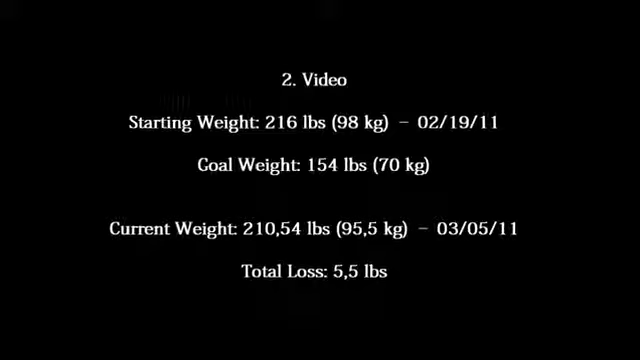 2. Video
Starting Weight: 216 lbs (98 kg) – 02/19/11
Goal Weight: 154 lbs (70 kg)
Current Weight: 210,54 lbs (95,5 kg) – 03/05/11
Total Loss: 5,5 lbs